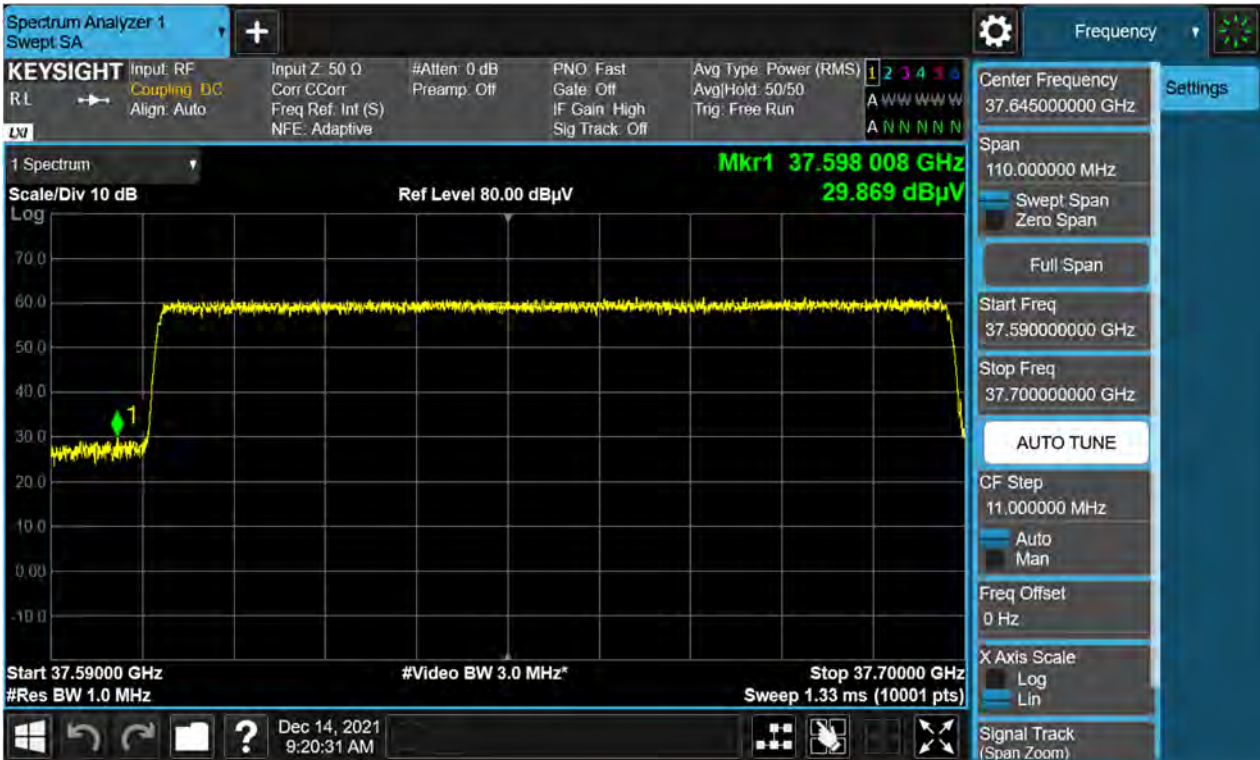 Spectrum Analyzer 1
Swept SA
Frequency
KEYSIGHT
RL
LXI
Input: RF
Coupling: DC
Align: Auto
Input Z: 50 Ω
Corr CCorr
Freq Ref: Int (S)
NFE: Adaptive
#Atten: 0 dB
Preamp: Off
PNO: Fast
Gate: Off
IF Gain: High
Sig Track: Off
Avg Type: Power (RMS)
Avg|Hold: 50/50
Trig: Free Run
1 2 3 4 5 6
A W W W W W
A N N N N N
1 Spectrum
Mkr1 37.598 008 GHz
29.869 dBµV
Scale/Div 10 dB
Ref Level 80.00 dBµV
Log
70.0
60.0
50.0
40.0
30.0
20.0
10.0
0.00
-10.0
1
Start 37.59000 GHz
#Video BW 3.0 MHz*
Stop 37.70000 GHz
#Res BW 1.0 MHz
Sweep 1.33 ms (10001 pts)
Dec 14, 2021
9:20:31 AM
Center Frequency
37.645000000 GHz
Settings
Span
110.000000 MHz
Swept Span
Zero Span
Full Span
Start Freq
37.590000000 GHz
Stop Freq
37.700000000 GHz
AUTO TUNE
CF Step
11.000000 MHz
Auto
Man
Freq Offset
0 Hz
X Axis Scale
Log
Lin
Signal Track
(Span Zoom)